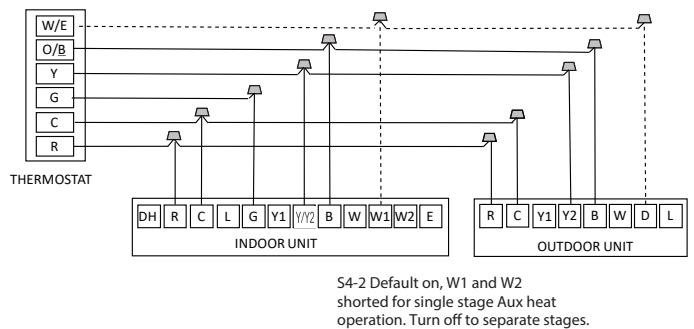 W/E
O/B
Y
G
C
R
THERMOSTAT
DH R C L G Y1 Y/Y2 B W W1 W2 E
INDOOR UNIT
R C Y1 Y2 B W D L
OUTDOOR UNIT
S4-2 Default on, W1 and W2
shorted for single stage Aux heat
operation. Turn off to separate stages.